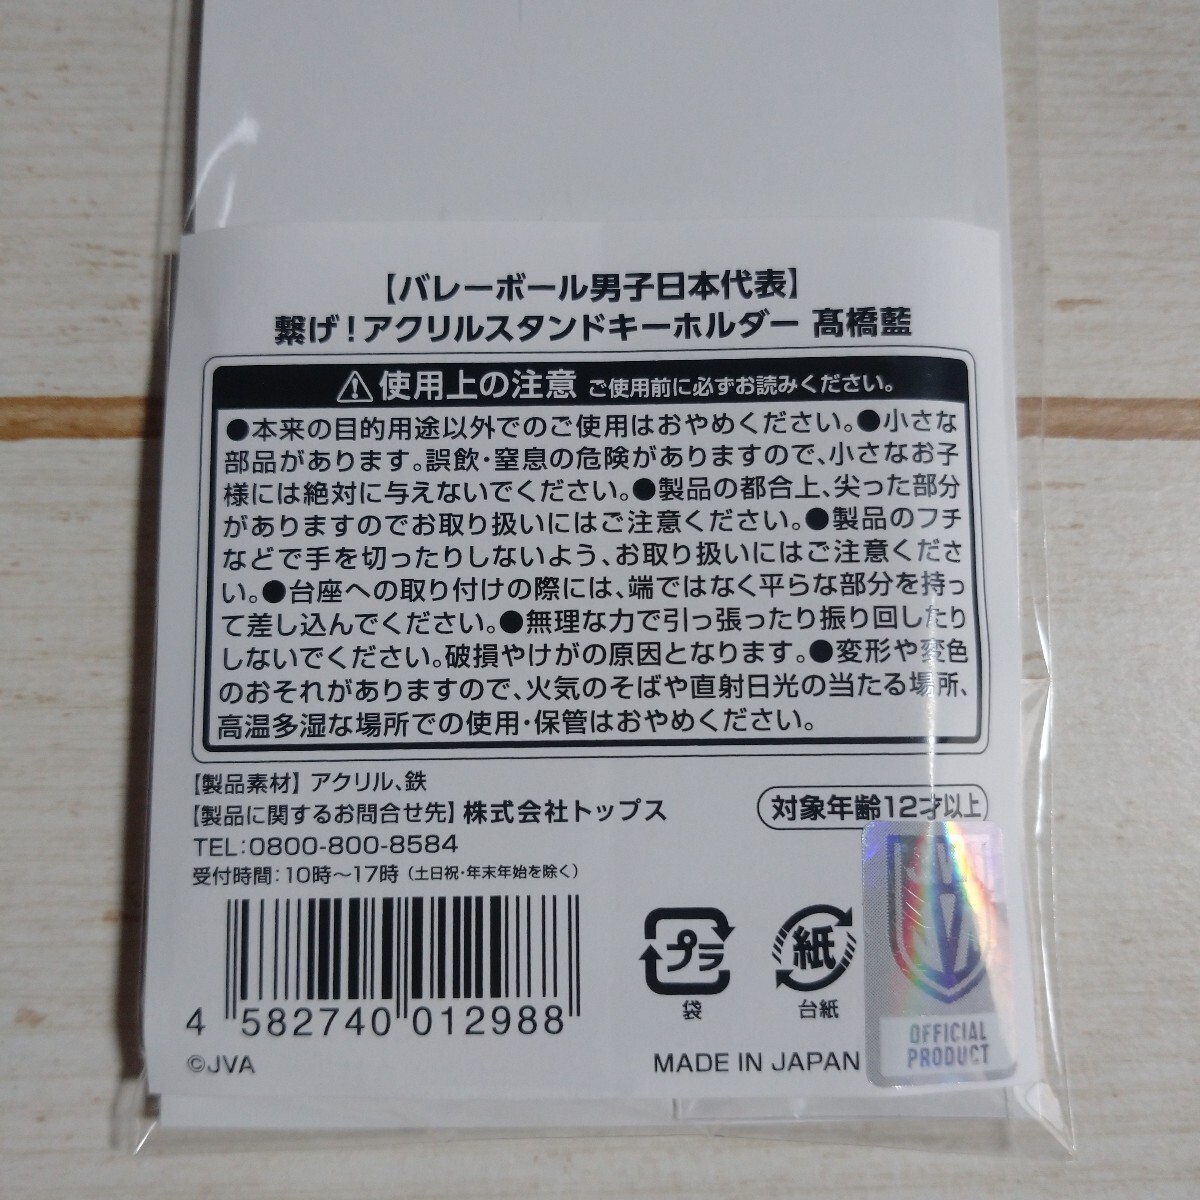 【バレーボール男子日本代表】
繋げ！アクリルスタンドキーホルダー 髙橋藍
使用上の注意 ご使用前に必ずお読みください。
●本来の目的用途以外でのご使用はおやめください。●小さな
部品があります。誤飲・窒息の危険がありますので、小さなお子
様には絶対に与えないでください。●製品の都合上、尖った部分
がありますのでお取り扱いにはご注意ください。●製品のフチ
などで手を切ったりしないよう、お取り扱いにはご注意くださ
い。●台座への取り付けの際には、端ではなく平らな部分を持っ
て差し込んでください。●無理な力で引っ張ったり振り回したり
しないでください。破損やけがの原因となります。●変形や変色
のおそれがありますので、火気のそばや直射日光の当たる場所、
高温多湿な場所での使用・保管はおやめください。
【製品素材】アクリル、鉄
【製品に関するお問合せ先】株式会社トップス
対象年齢12才以上
TEL:0800-800-8584
受付時間:10時～17時（土日祝・年末年始を除く）
プラ
袋
紙
台紙
4 582740 012988
©JVA
MADE IN JAPAN
OFFICIAL
PRODUCT